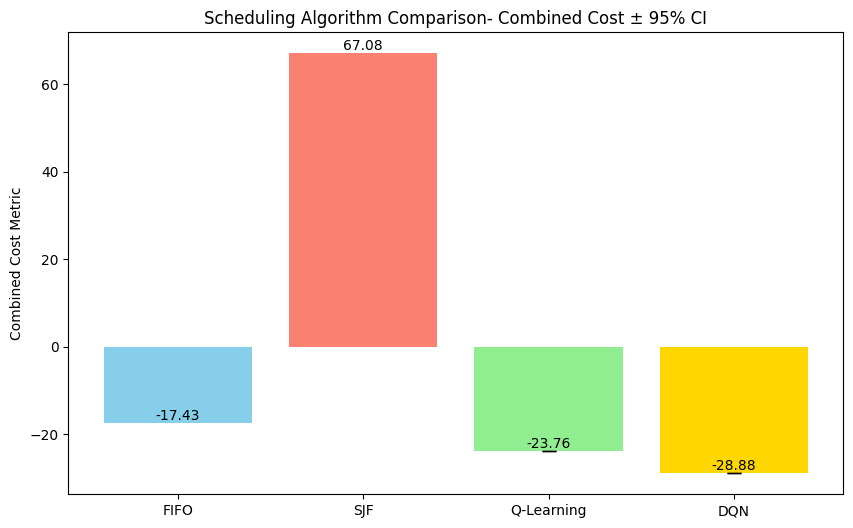 Scheduling Algorithm Comparison- Combined Cost ± 95% CI
Combined Cost Metric
60
40
20
0
−20
67.08
-17.43
-23.76
-28.88
FIFO
SJF
Q-Learning
DQN